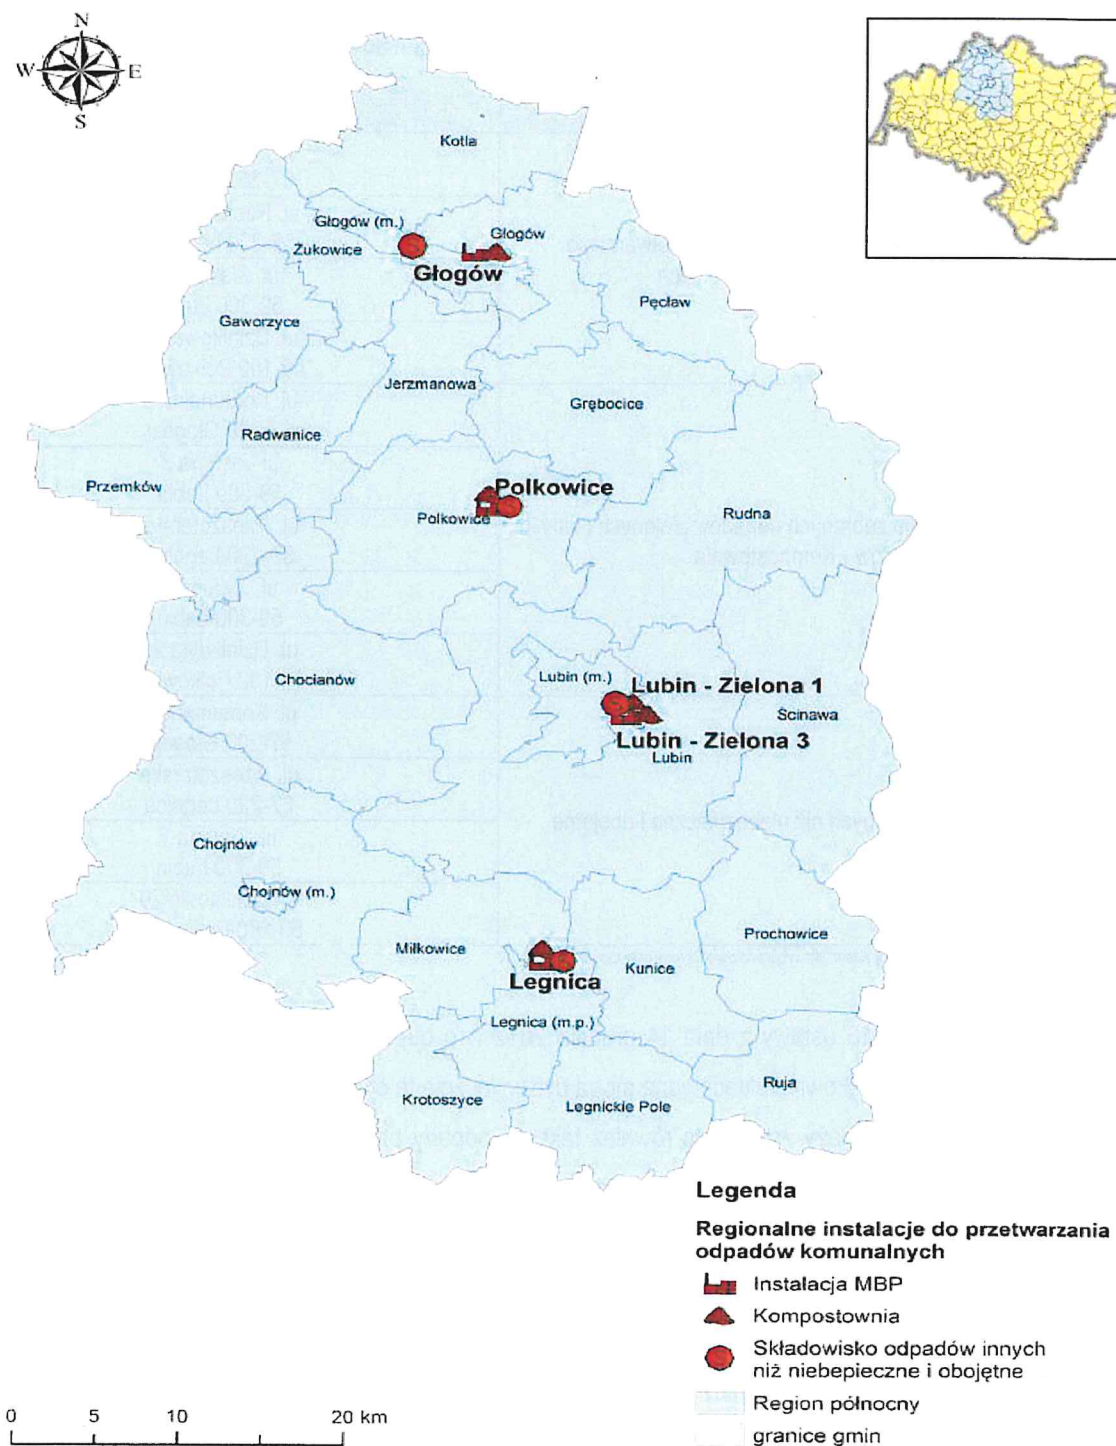 N
W E
S
Kotla
Głogów (m.)
Głogów
Żukowice
Głogów
Pęcław
Gaworzyce
Jerzmanowa
Grębocice
Radwanice
Przemków
Polkowice
Polkowice
Rudna
Chocianów
Lubin (m.)
Lubin - Zielona 1
Ścinawa
Lubin - Zielona 3
Lubin
Chojnów
Chojnów (m.)
Miłkowice
Prochowice
Kunice
Legnica
Legnica (m.p.)
Ruja
Krotoszyce
Legnickie Pole
Legenda
Regionalne instalacje do przetwarzania
odpadów komunalnych
Instalacja MBP
Kompostownia
S
Składowisko odpadów innych
niż niebepieczne i obojętne
Region północny
granice gmin
0 5 10 20 km